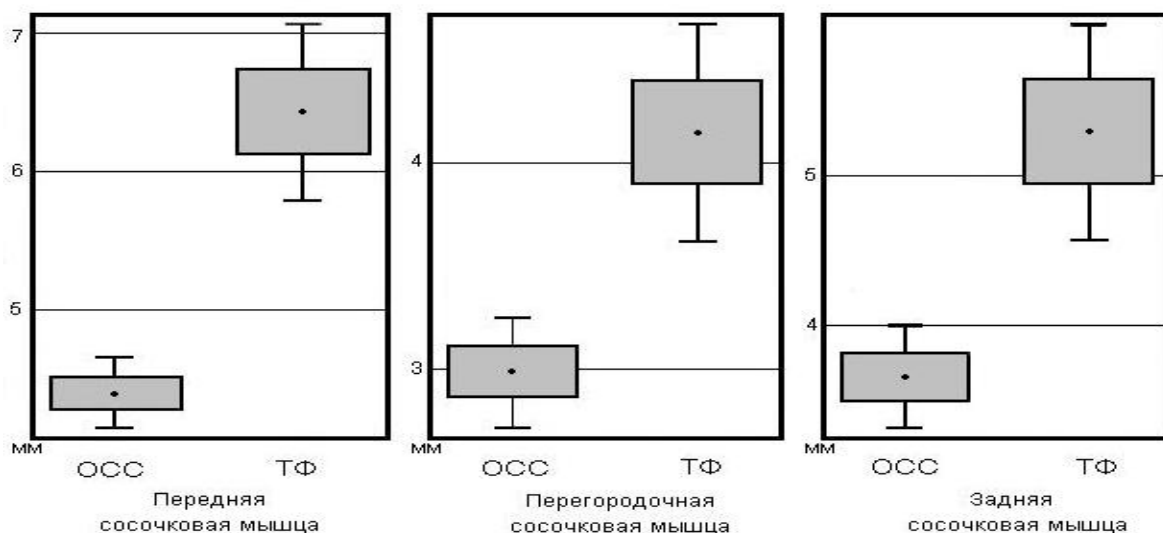 7
6
5
мм
ОСС ТФ
Передняя
сосочковая мышца
4
3
мм
ОСС ТФ
Перегородочная
сосочковая мышца
5
4
мм
ОСС ТФ
Задняя
сосочковая мышца